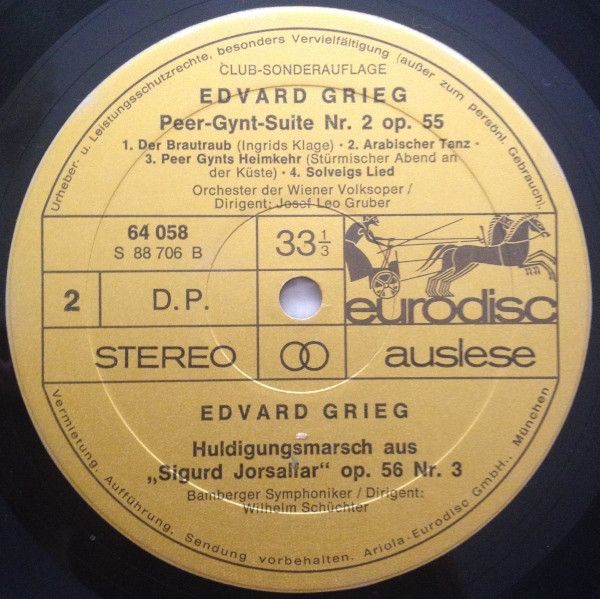 Urheber- u. Leistungsschutzrechte, besonders Vervielfältigung (außer zum persönl. Gebrauch),
CLUB-SONDERAUFLAGE
EDVARD GRIEG
Peer-Gynt-Suite Nr. 2 op. 55
1. Der Brautraub (Ingrids Klage) · 2. Arabischer Tanz ·
3. Peer Gynts Heimkehr (Stürmischer Abend an
der Küste) · 4. Solveigs Lied
Orchester der Wiener Volksoper /
Dirigent: Josef Leo Gruber
64 058
S 88 706 B
33 1/3
2
D.P.
eurodisc
STEREO
auslese
EDVARD GRIEG
Huldigungsmarsch aus
„Sigurd Jorsalfar" op. 56 Nr. 3
Bamberger Symphoniker / Dirigent:
Wilhelm Schüchter
Vermietung, Aufführung, Sendung vorbehalten. Ariola-Eurodisc GmbH., München